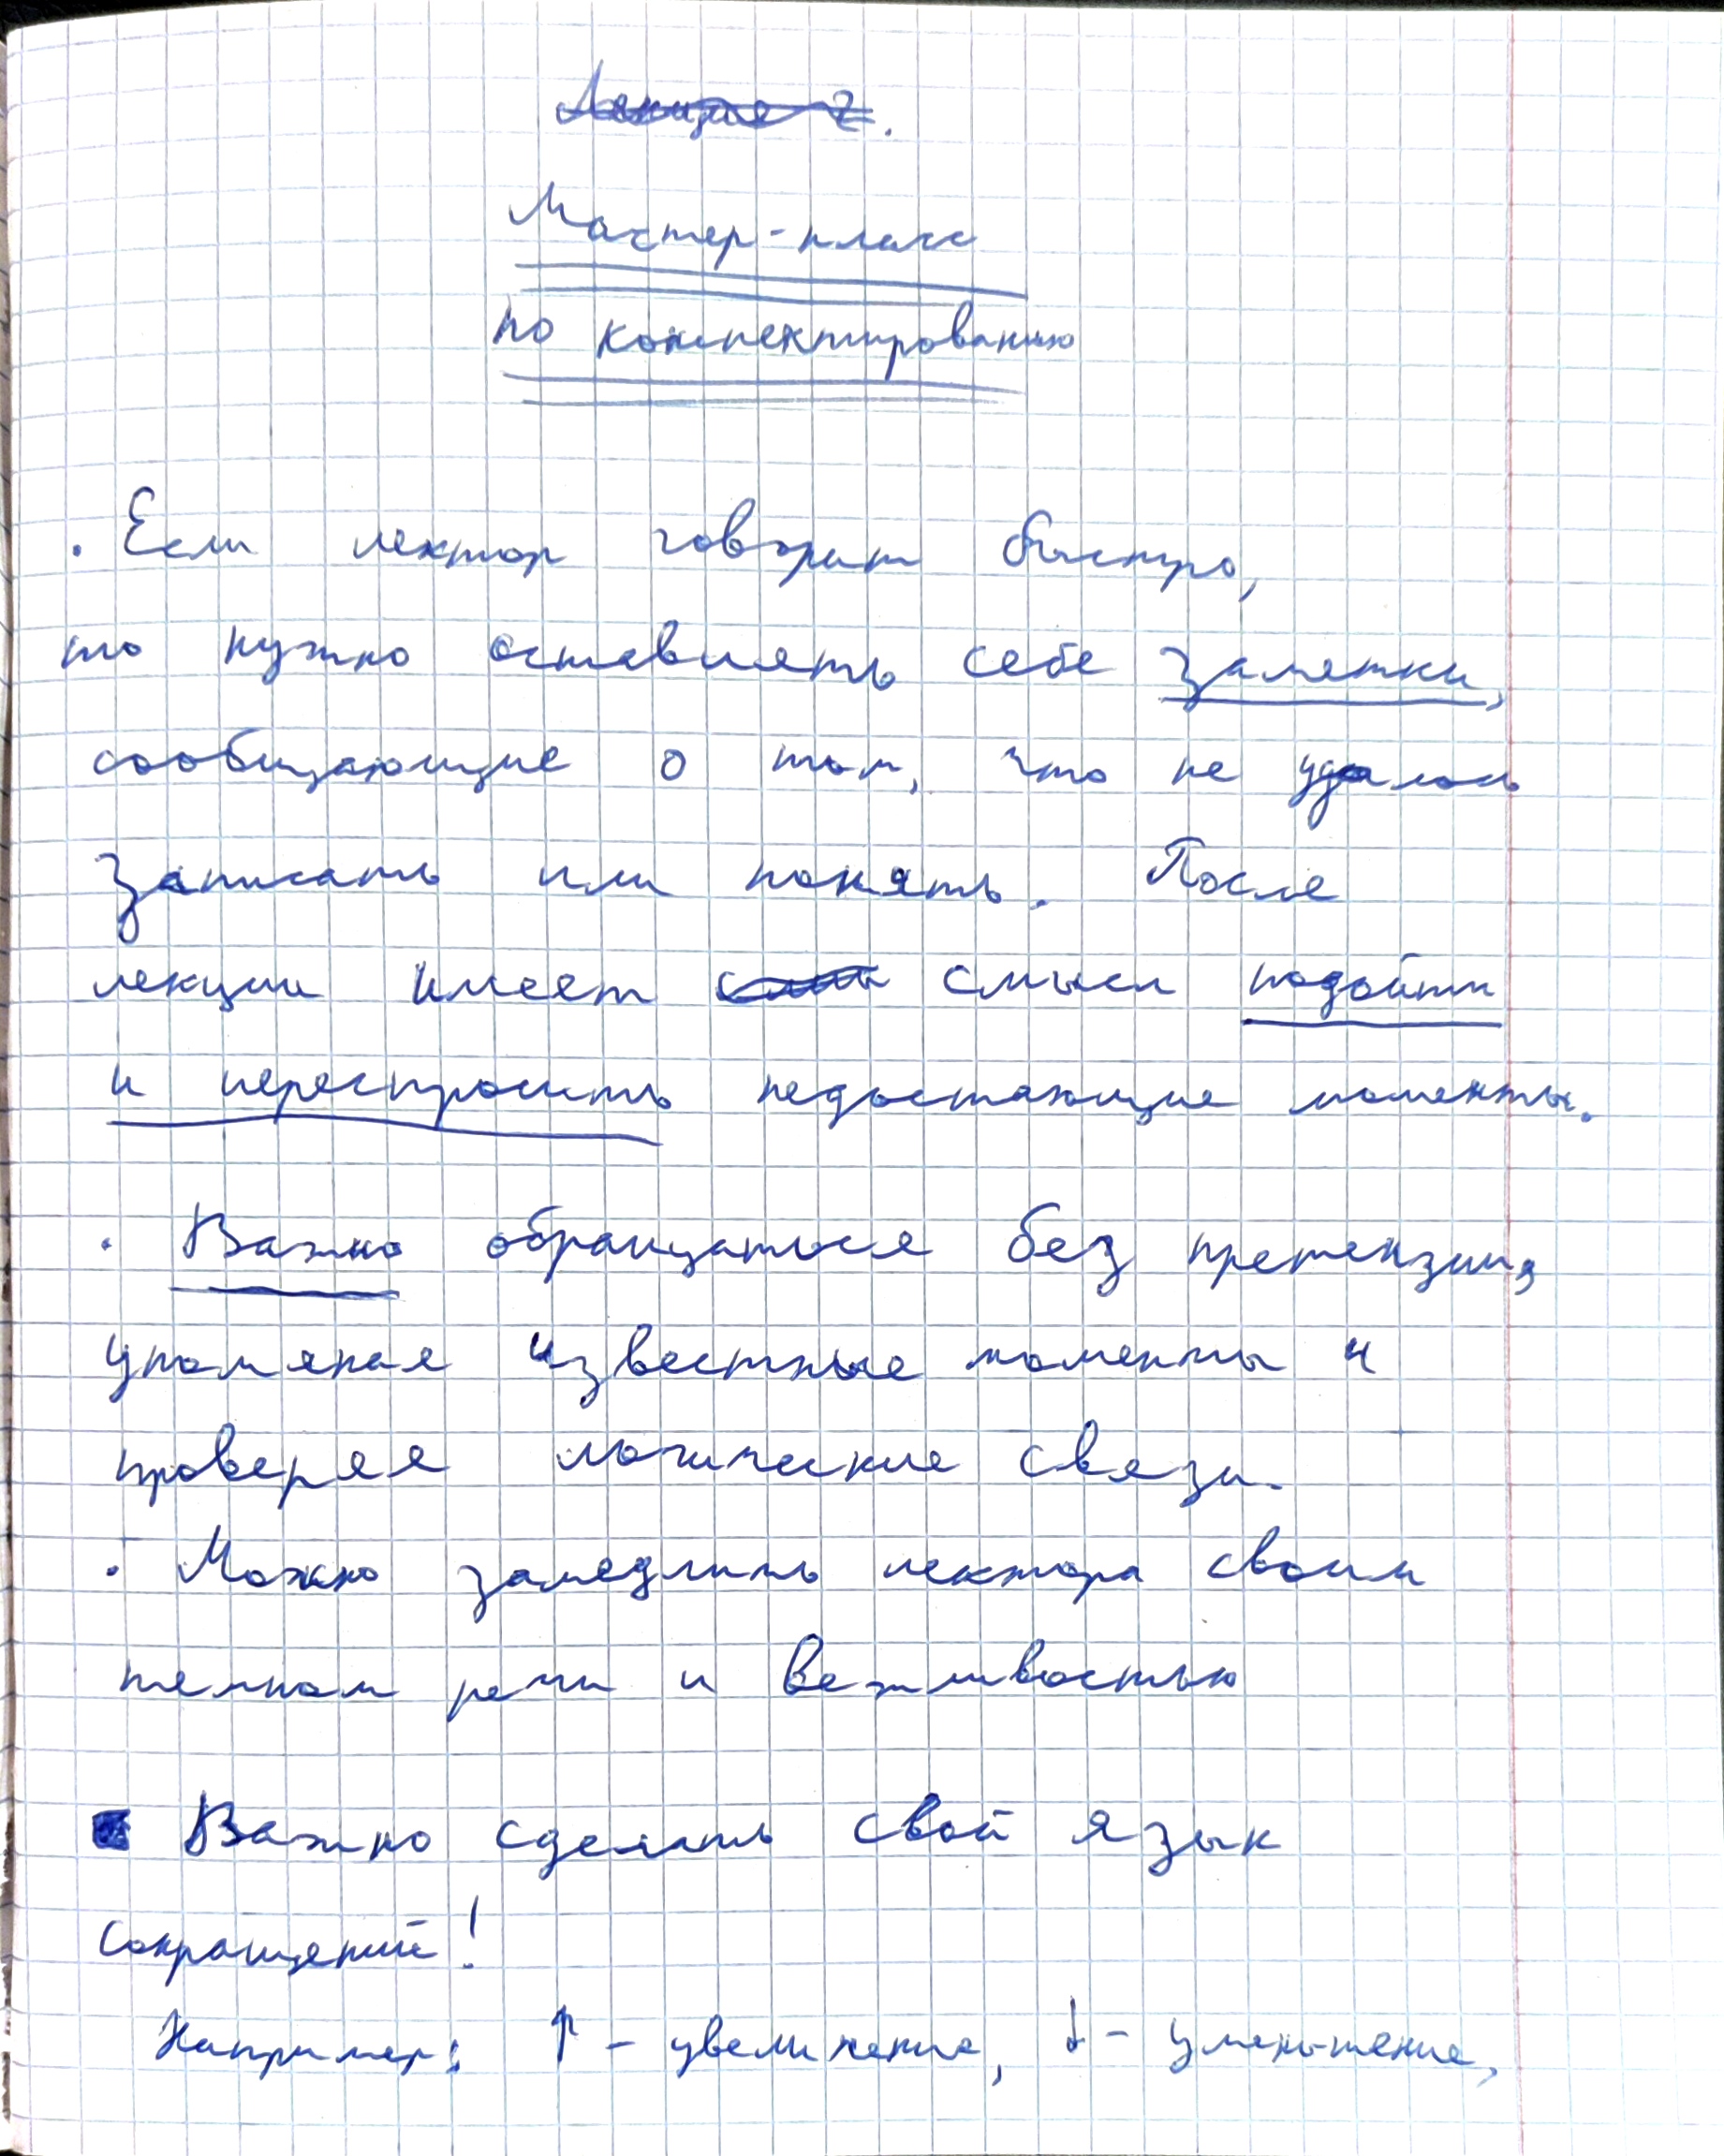 Лекция 2.
Мастер-класс
по конспектированию
· Если лектор говорит быстро,
то нужно оставлять себе заметки,
сообщающие о том, что не удалось
записать или понять. После
лекции имеет смысл подойти
и переспросить недостающие моменты.
· Важно обращаться без претензии,
упоминая известные моменты и
проверяя логические связи.
· Можно замедлить лектора своим
темпом речи и вежливостью
Важно сделать свой язык
сокращений!
Например: ↑ - увеличение, ↓ - уменьшение,